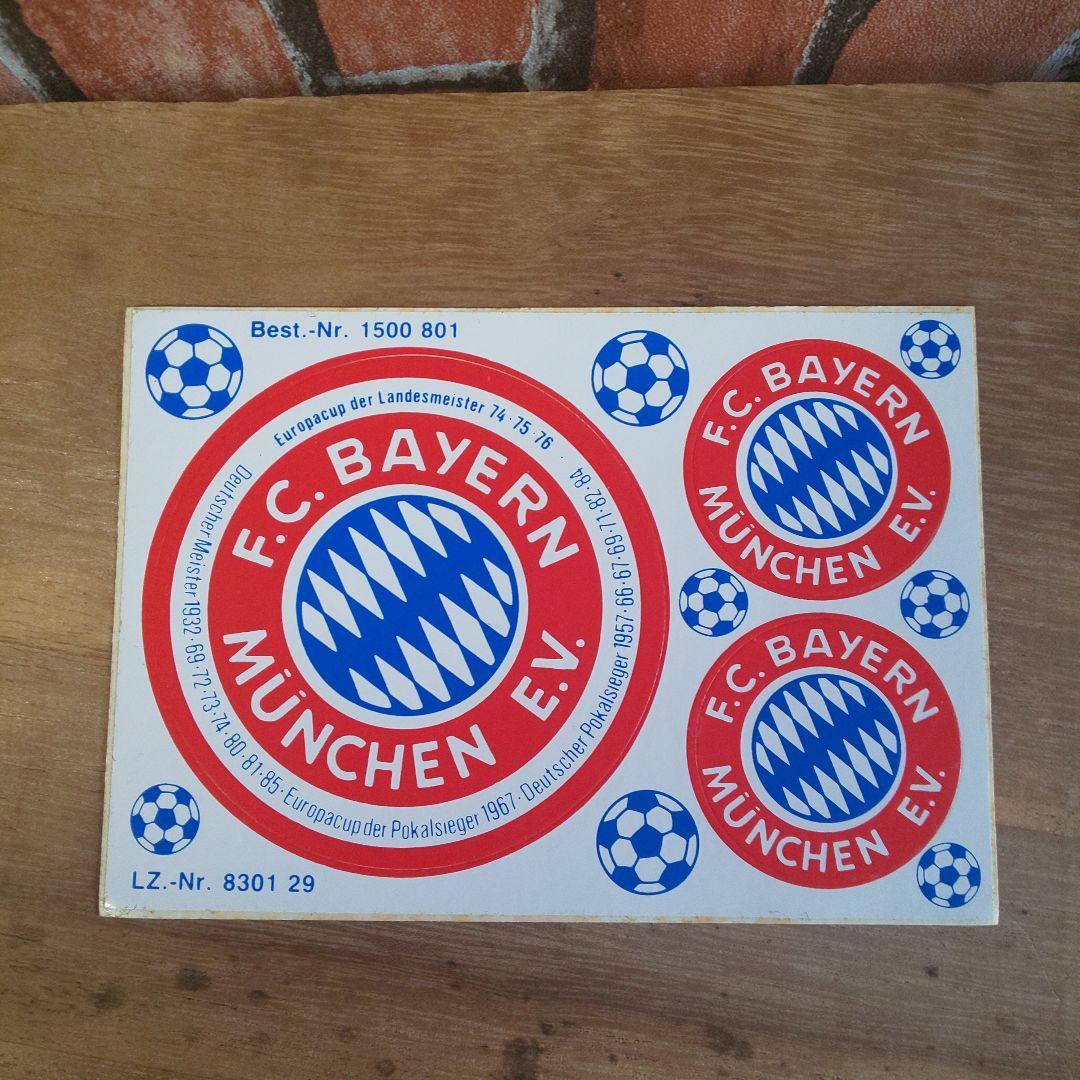 Best.-Nr. 1500 801
Europacup der Landesmeister 74·75·76 ·
Deutscher Meister 1932·69·72·73·74·80·81·85·Europacup der Pokalsieger 1967·Deutscher Pokalsieger 1957·66·67·69·71·82·84
F.C. BAYERN
MÜNCHEN E.V.
F.C. BAYERN
MÜNCHEN E.V.
F.C. BAYERN
MÜNCHEN E.V.
LZ.-Nr. 8301 29